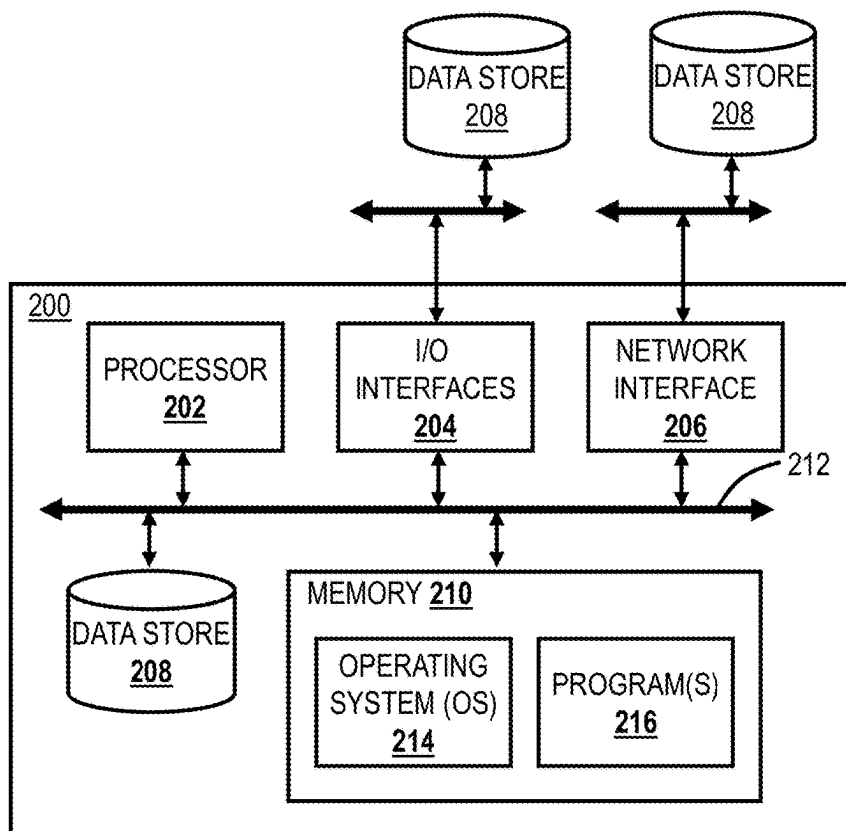 DATA STORE
208
DATA STORE
208
200
PROCESSOR
202
I/O
INTERFACES
204
NETWORK
INTERFACE
206
212
DATA STORE
208
MEMORY 210
OPERATING
SYSTEM (OS)
214
PROGRAM(S)
216